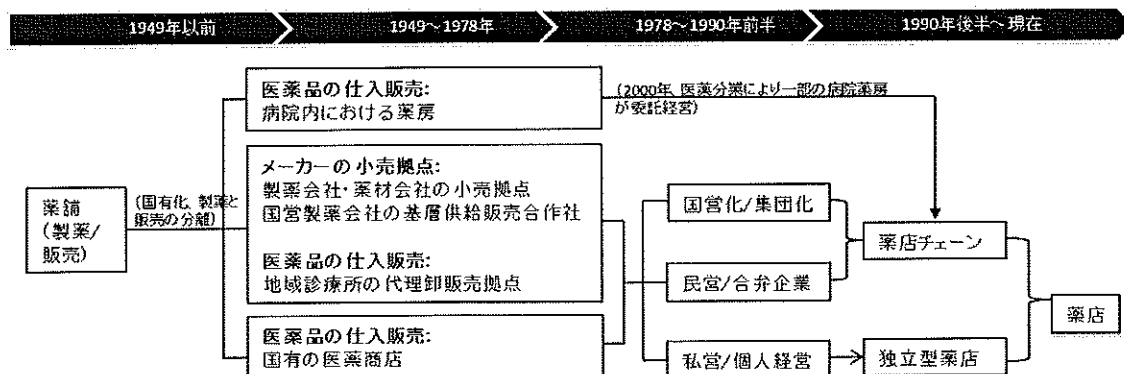 1949年以前
1949～1978年
1978～1990年前半
1990年後半～現在
医薬品の仕入販売:
病院内における薬房
(2000年、医薬分業により一部の病院薬房
が委託経営)
メーカーの小売拠点:
製薬会社・薬材会社の小売拠点
国営製薬会社の基層供給販売合作社
医薬品の仕入販売:
地域診療所の代理卸販売拠点
薬舗
(製薬/
販売)
(国有化、製薬と
販売の分離)
医薬品の仕入販売:
国有の医薬商店
国営化/集団化
民営/合弁企業
私営/個人経営
薬店チェーン
独立型薬店
薬店